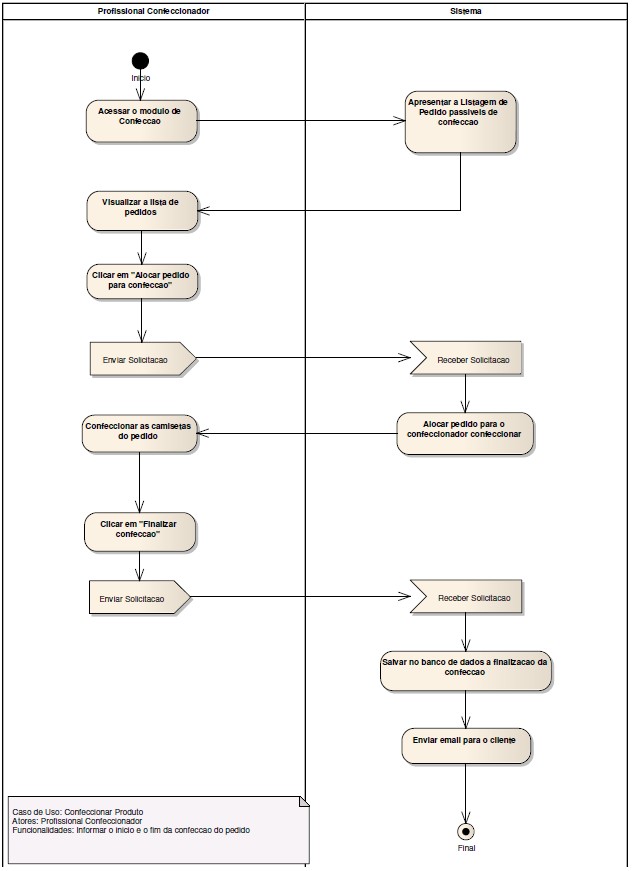 Profissional Confeccionador
Sistema
Inicio
Acessar o modulo de
Confeccao
Apresentar a Listagem de
Pedido passiveis de
confeccao
Visualizar a lista de
pedidos
Clicar em "Alocar pedido
para confeccao"
Enviar Solicitacao
Receber Solicitacao
Alocar pedido para o
confeccionador confeccionar
Confeccionar as camisetas
do pedido
Clicar em "Finalizar
confeccao"
Enviar Solicitacao
Receber Solicitacao
Salvar no banco de dados a finalizacao da
confeccao
Enviar email para o cliente
Final
Caso de Uso: Confeccionar Produto
Atores: Profissional Confeccionador
Funcionalidades: Informar o inicio e o fim da confeccao do pedido